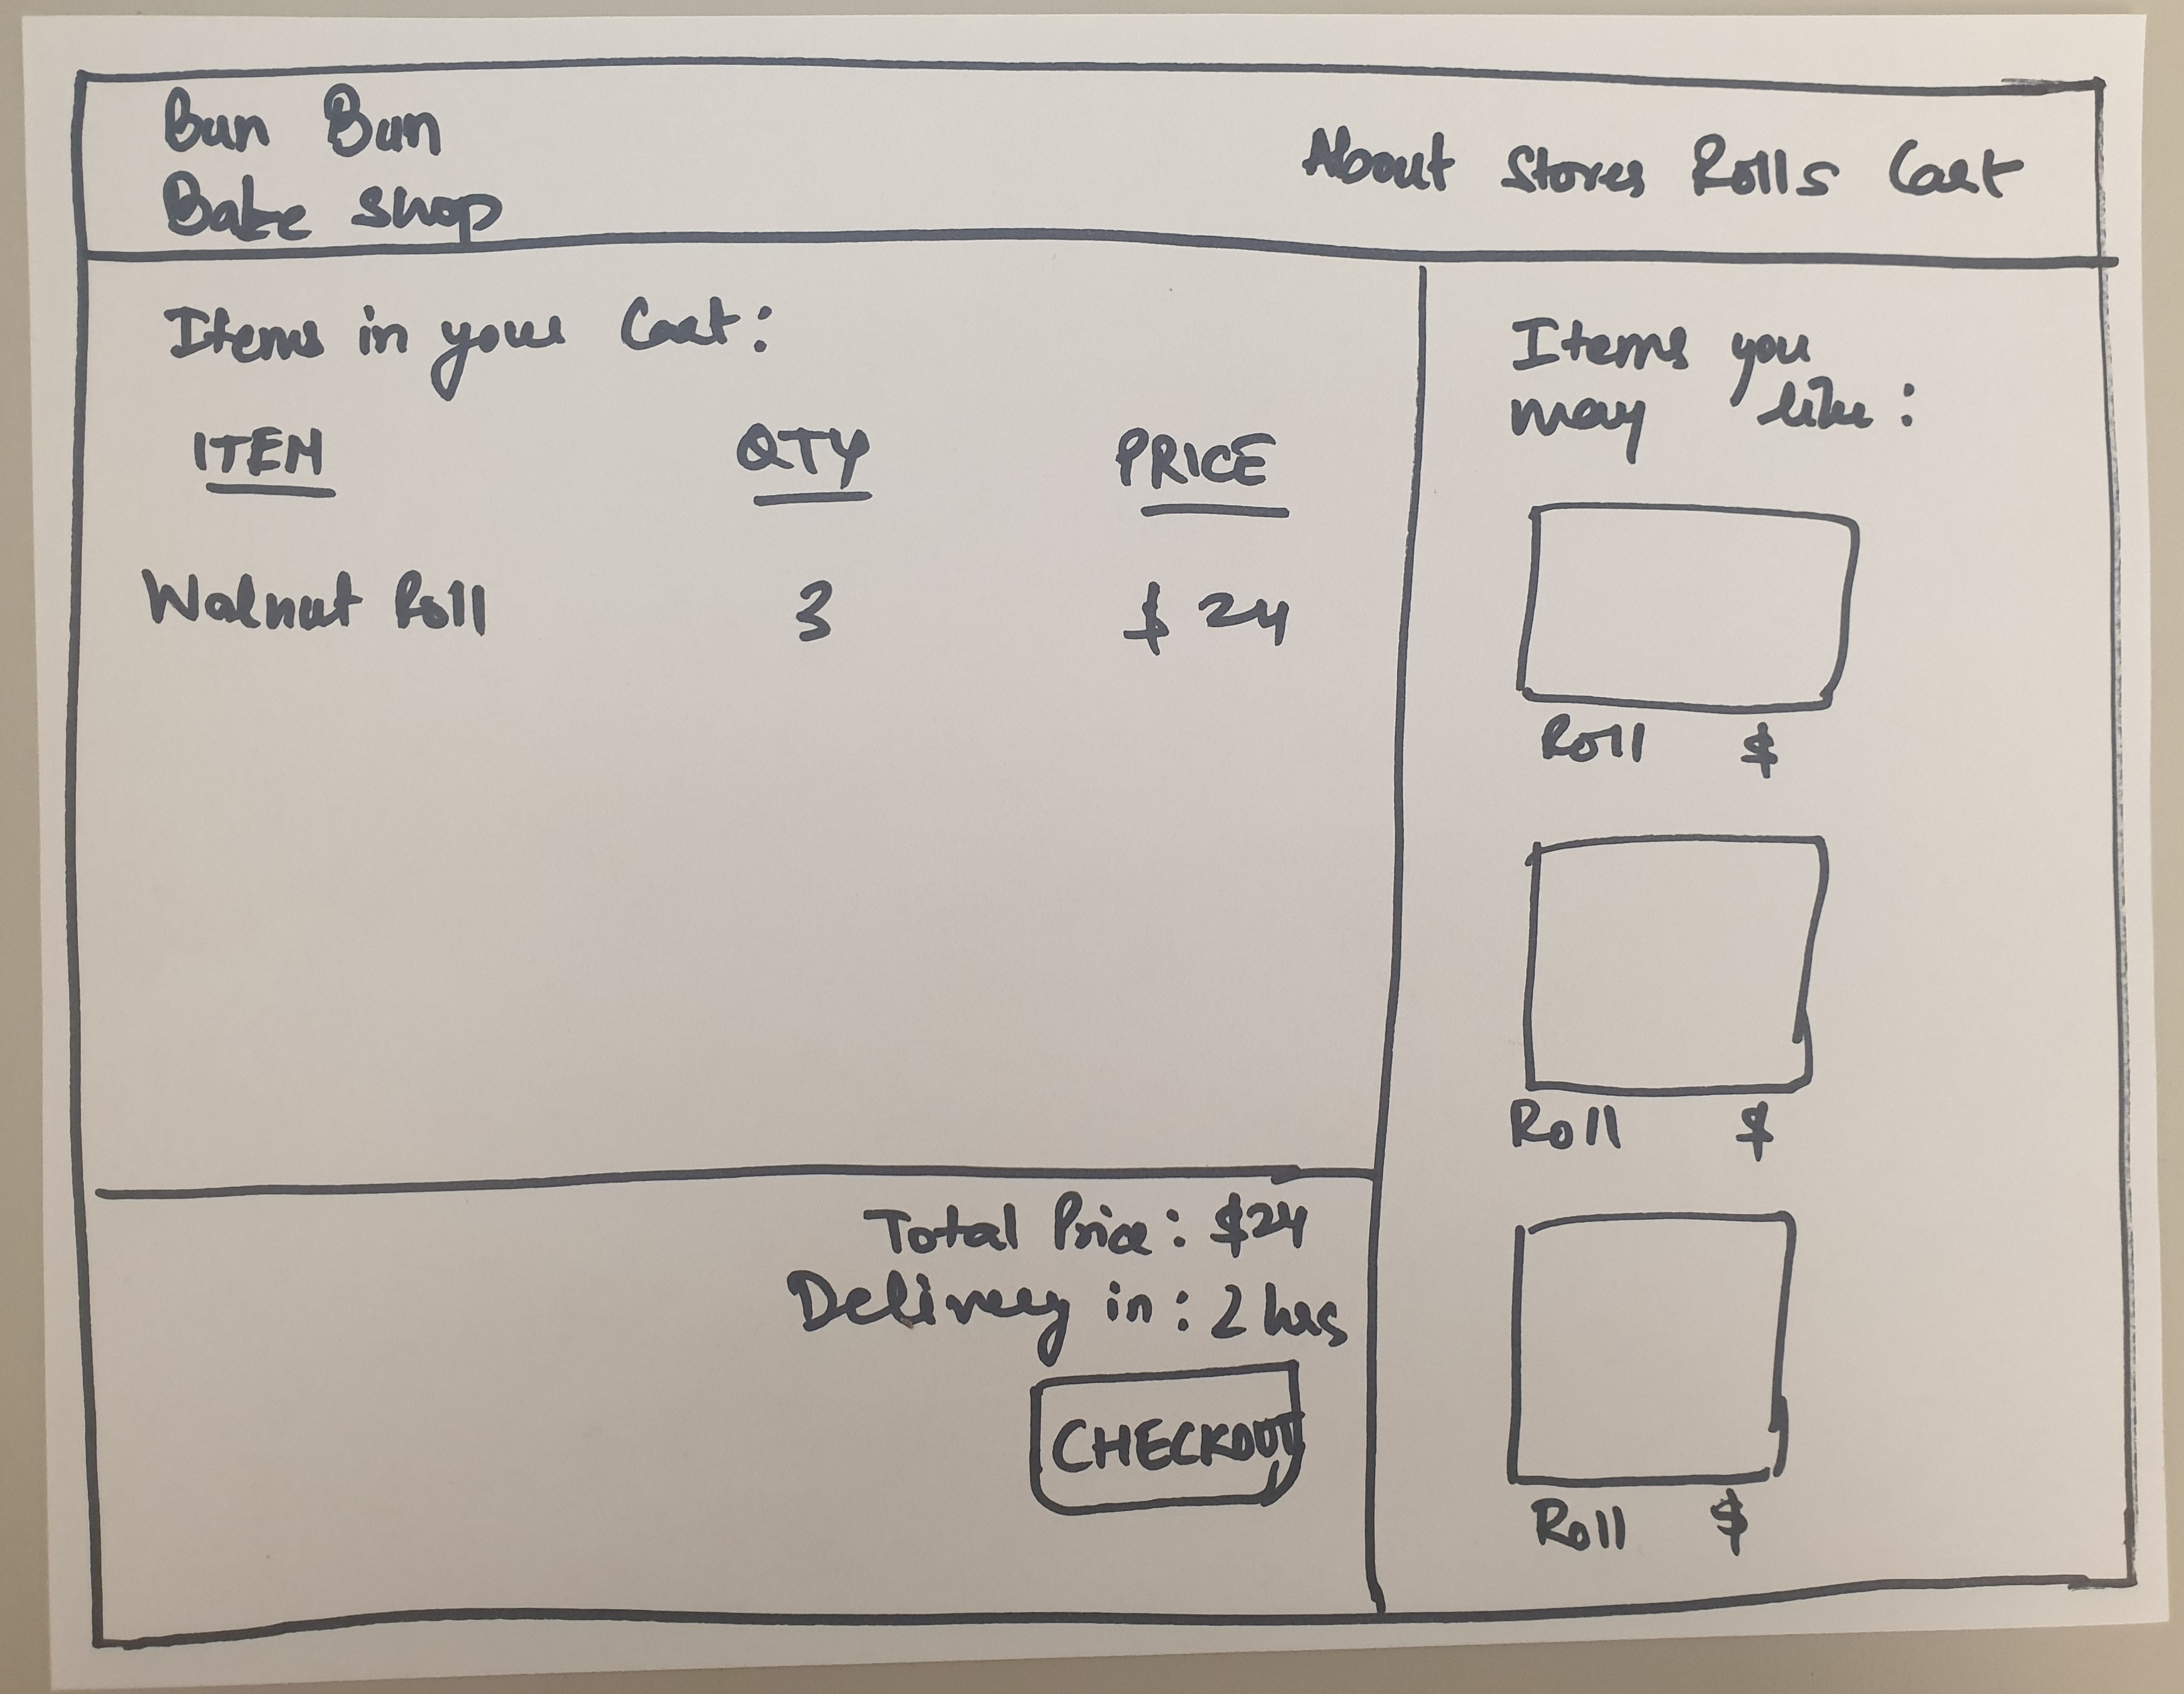 Bun Bun
Bake Shop
About Stores Rolls Cart
Items in your Cart:
ITEM QTY PRICE
Walnut Roll 3 $ 24
Total Price: $24
Delivery in: 2 hrs
CHECKOUT
Items you
may like:
Roll $
Roll $
Roll $